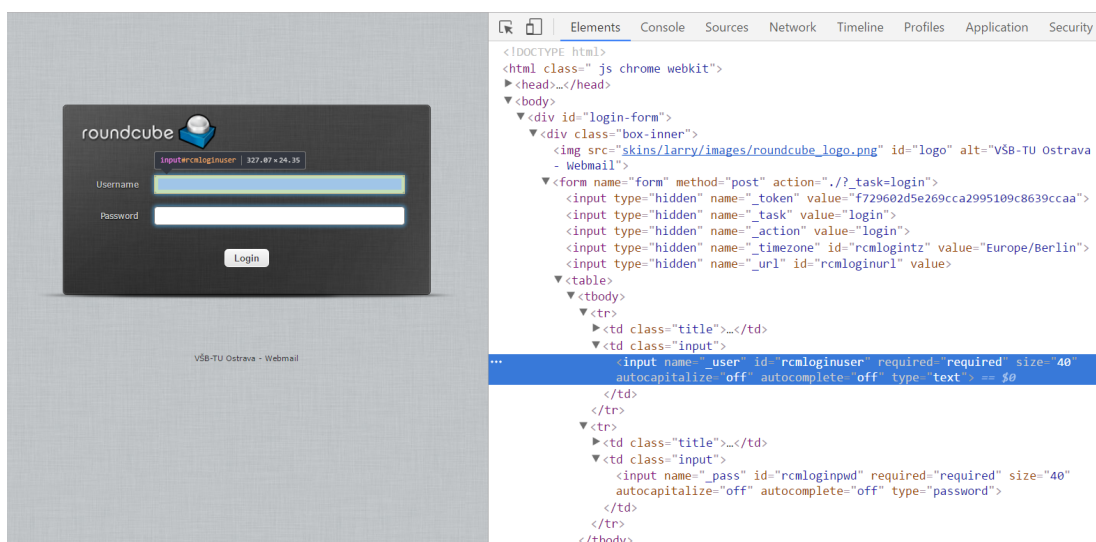 roundcube
input#rcmloginuser | 327.07 × 24.35
Username
Password
Login
VŠB-TU Ostrava - Webmail
Elements Console Sources Network Timeline Profiles Application Security
<!DOCTYPE html>
<html class=" js chrome webkit">
▶<head>…</head>
▼<body>
▼<div id="login-form">
▼<div class="box-inner">
<img src="skins/larry/images/roundcube_logo.png" id="logo" alt="VŠB-TU Ostrava
- Webmail">
▼<form name="form" method="post" action="./?_task=login">
<input type="hidden" name="_token" value="f729602d5e269cca2995109c8639ccaa">
<input type="hidden" name="_task" value="login">
<input type="hidden" name="_action" value="login">
<input type="hidden" name="_timezone" id="rcmlogintz" value="Europe/Berlin">
<input type="hidden" name="_url" id="rcmloginurl" value>
▼<table>
▼<tbody>
▼<tr>
▶<td class="title">…</td>
▼<td class="input">
<input name="_user" id="rcmloginuser" required="required" size="40"
autocapitalize="off" autocomplete="off" type="text"> == $0
</td>
</tr>
▼<tr>
▶<td class="title">…</td>
▼<td class="input">
<input name="_pass" id="rcmloginpwd" required="required" size="40"
autocapitalize="off" autocomplete="off" type="password">
</td>
</tr>
</tbody>